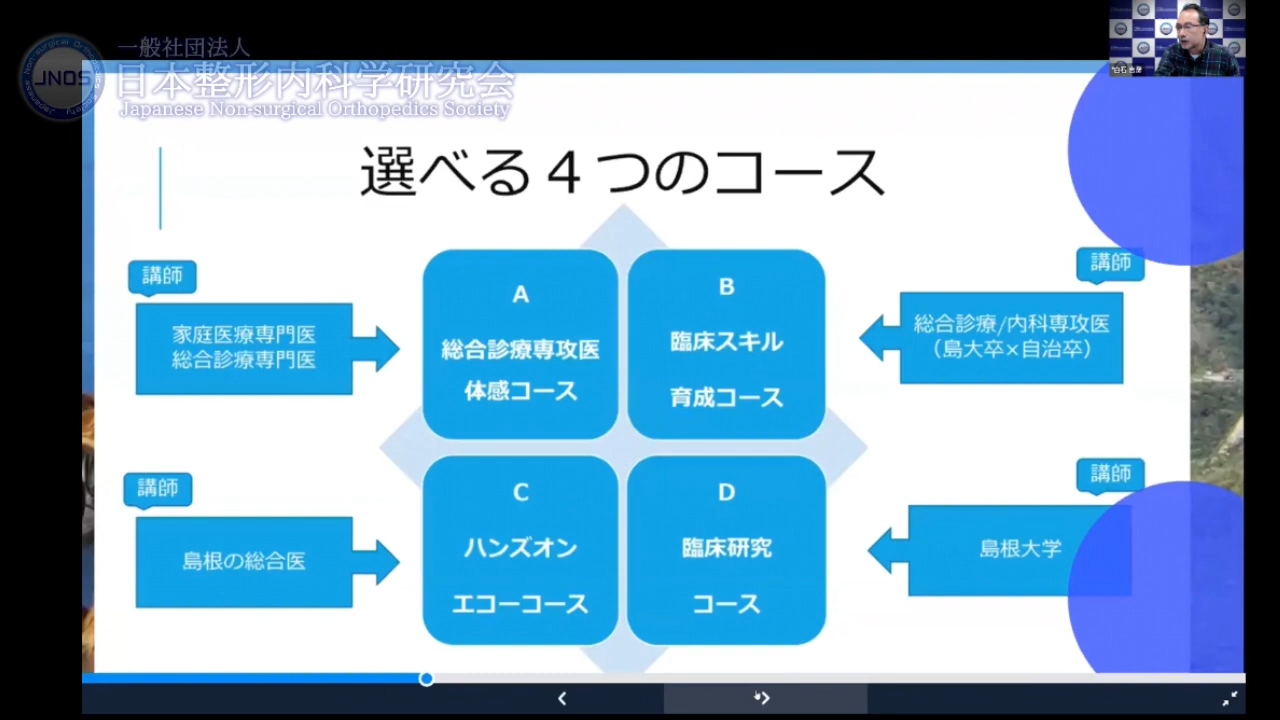 一般社団法人
日本整形内科学研究会
Japanese Non-surgical Orthopedics Society
JNOS
選べる４つのコース
講師
家庭医療専門医
総合診療専門医
A
総合診療専攻医
体感コース
B
臨床スキル
育成コース
講師
総合診療/内科専攻医
（島大卒×自治卒）
講師
島根の総合医
C
ハンズオン
エコーコース
D
臨床研究
コース
講師
島根大学